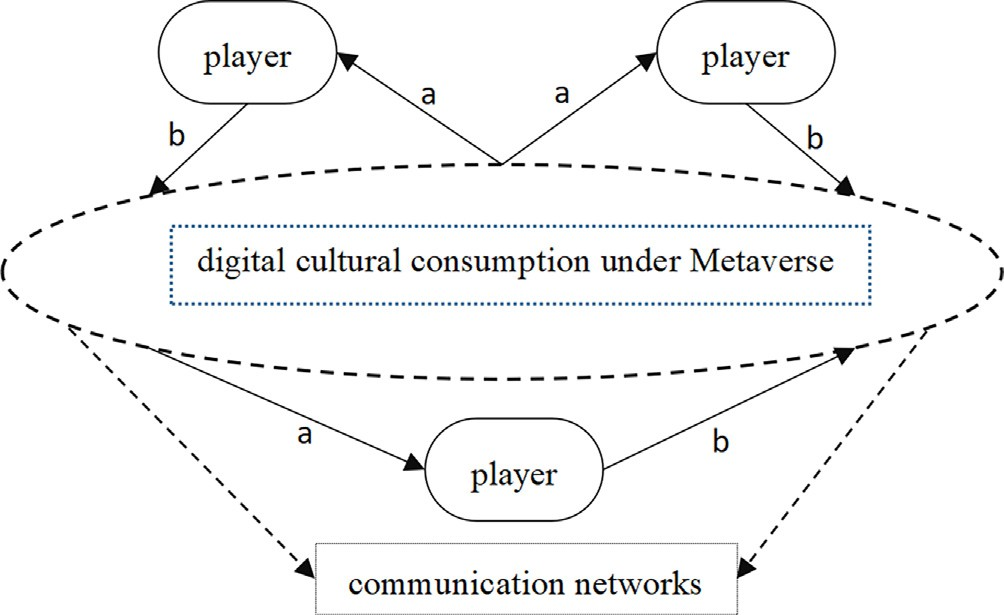 player
player
a
a
b
b
digital cultural consumption under Metaverse
a
b
player
communication networks